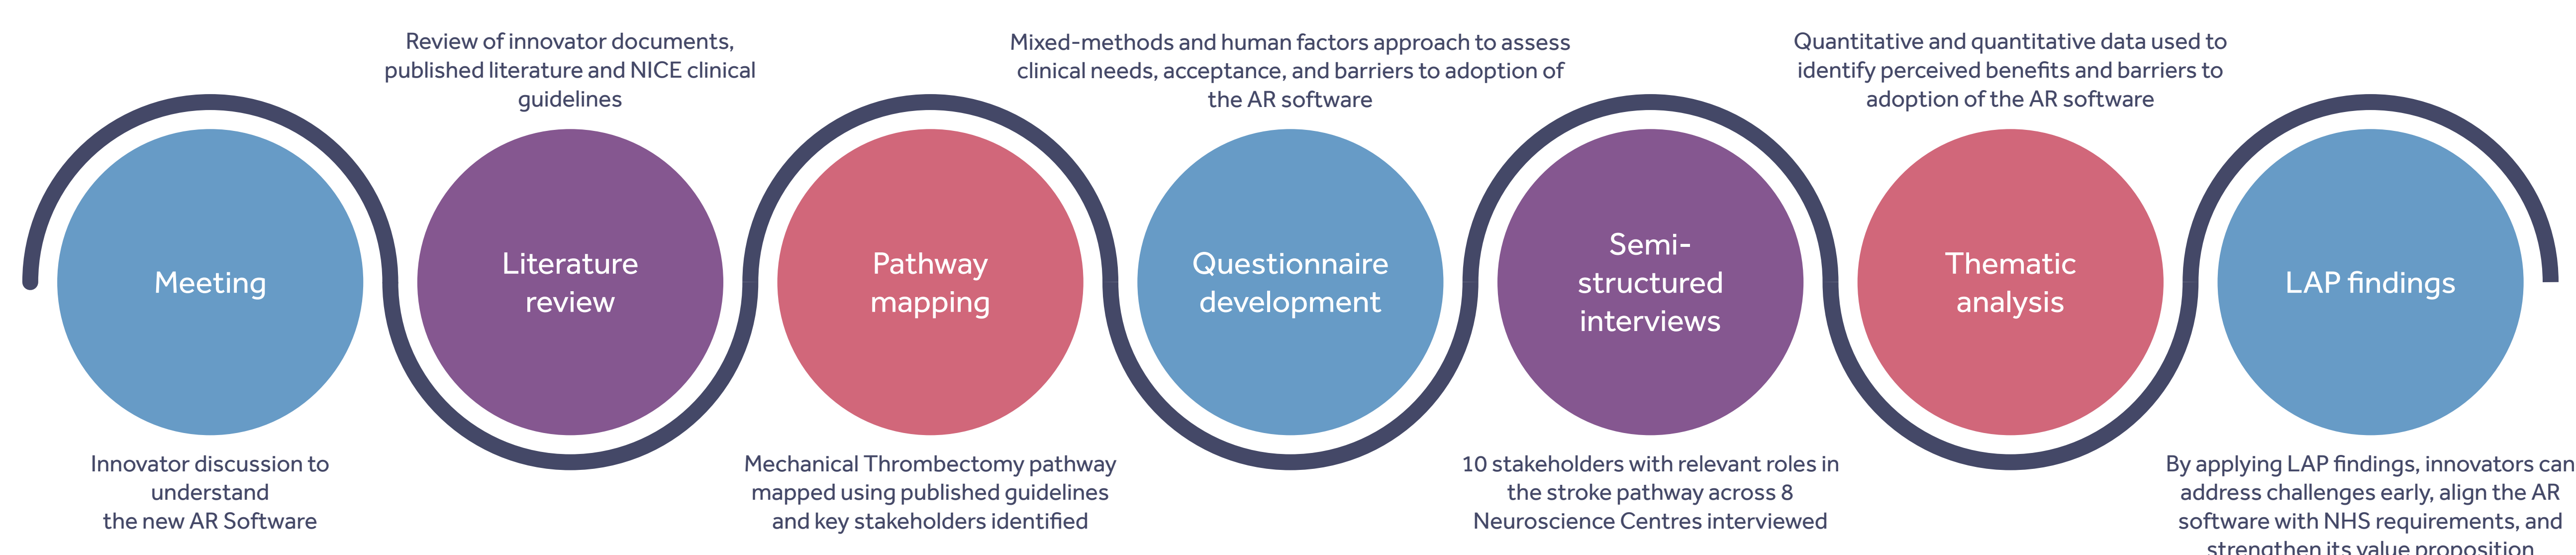 Meeting
Innovator discussion to
understand
the new AR Software
Review of innovator documents,
published literature and NICE clinical
guidelines
Literature
review
Pathway
mapping
Mechanical Thrombectomy pathway
mapped using published guidelines
and key stakeholders identified
Mixed-methods and human factors approach to assess
clinical needs, acceptance, and barriers to adoption of
the AR software
Questionnaire
development
Semi-
structured
interviews
10 stakeholders with relevant roles in
the stroke pathway across 8
Neuroscience Centres interviewed
Quantitative and quantitative data used to
identify perceived benefits and barriers to
adoption of the AR software
Thematic
analysis
LAP findings
By applying LAP findings, innovators can
address challenges early, align the AR
software with NHS requirements, and
strengthen its value proposition